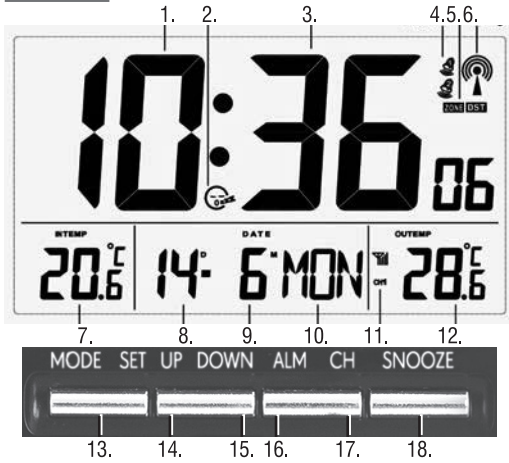 1. 2. 3. 4. 5. 6.
10:36 06
ZONE DST
Zzz
INTEMP DATE OUTEMP
20.6 °C 14- D 6 M MON CH1 28.6 °C
7. 8. 9. 10. 11. 12.
MODE SET UP DOWN ALM CH SNOOZE
13. 14. 15. 16. 17. 18.